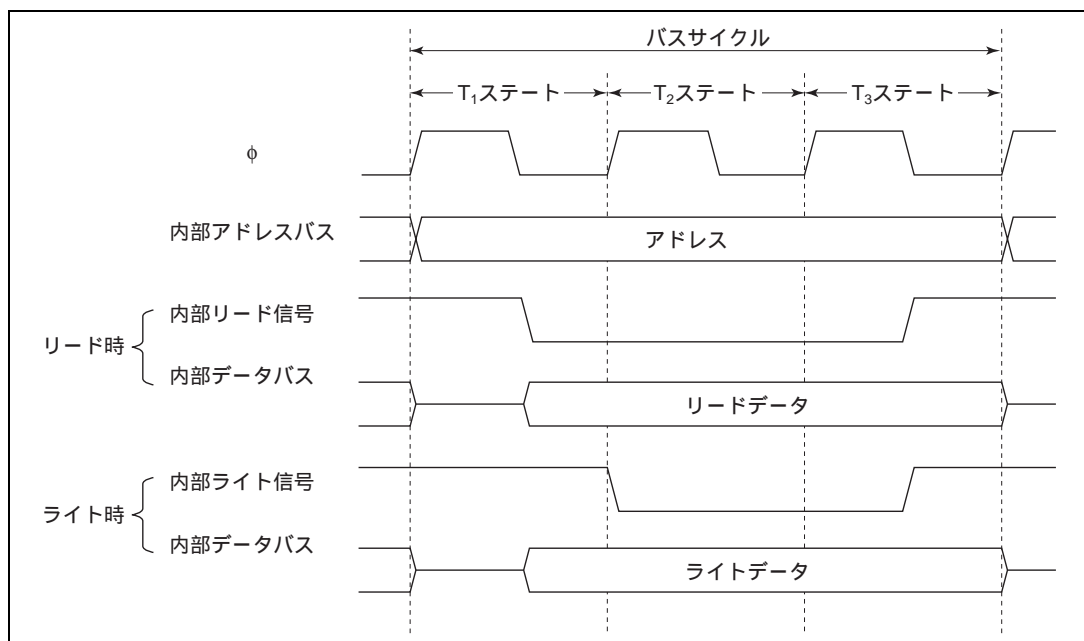 バスサイクル
T₁ステート
T₂ステート
T₃ステート
φ
内部アドレスバス
アドレス
リード時
内部リード信号
内部データバス
リードデータ
ライト時
内部ライト信号
内部データバス
ライトデータ